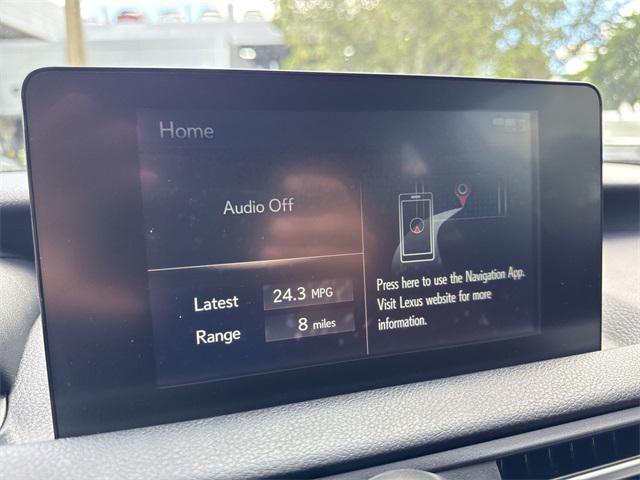 Home
Audio Off
Latest 24.3 MPG
Range 8 miles
Press here to use the Navigation App.
Visit Lexus website for more
information.